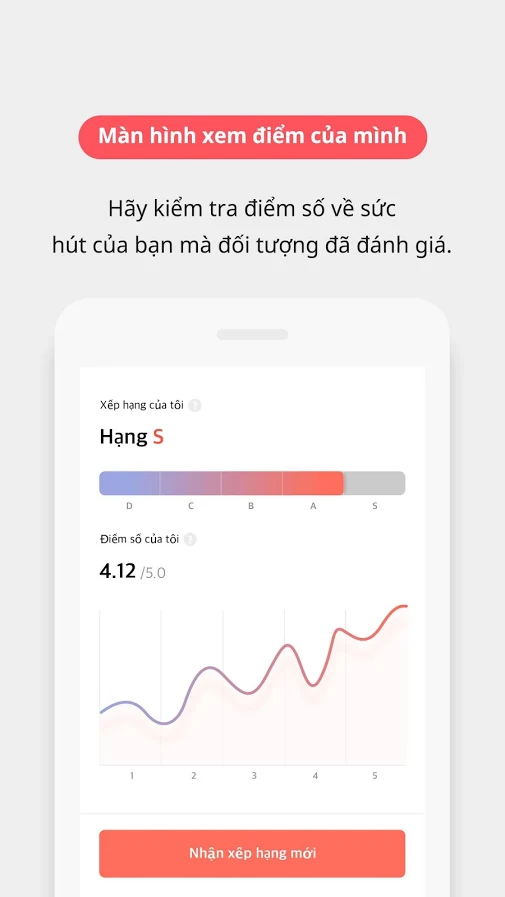 Màn hình xem điểm của mình
Hãy kiểm tra điểm số về sức
hút của bạn mà đối tượng đã đánh giá.
Xếp hạng của tôi ?
Hạng S
D C B A S
Điểm số của tôi ?
4.12 /5.0
1 2 3 4 5
Nhận xếp hạng mới